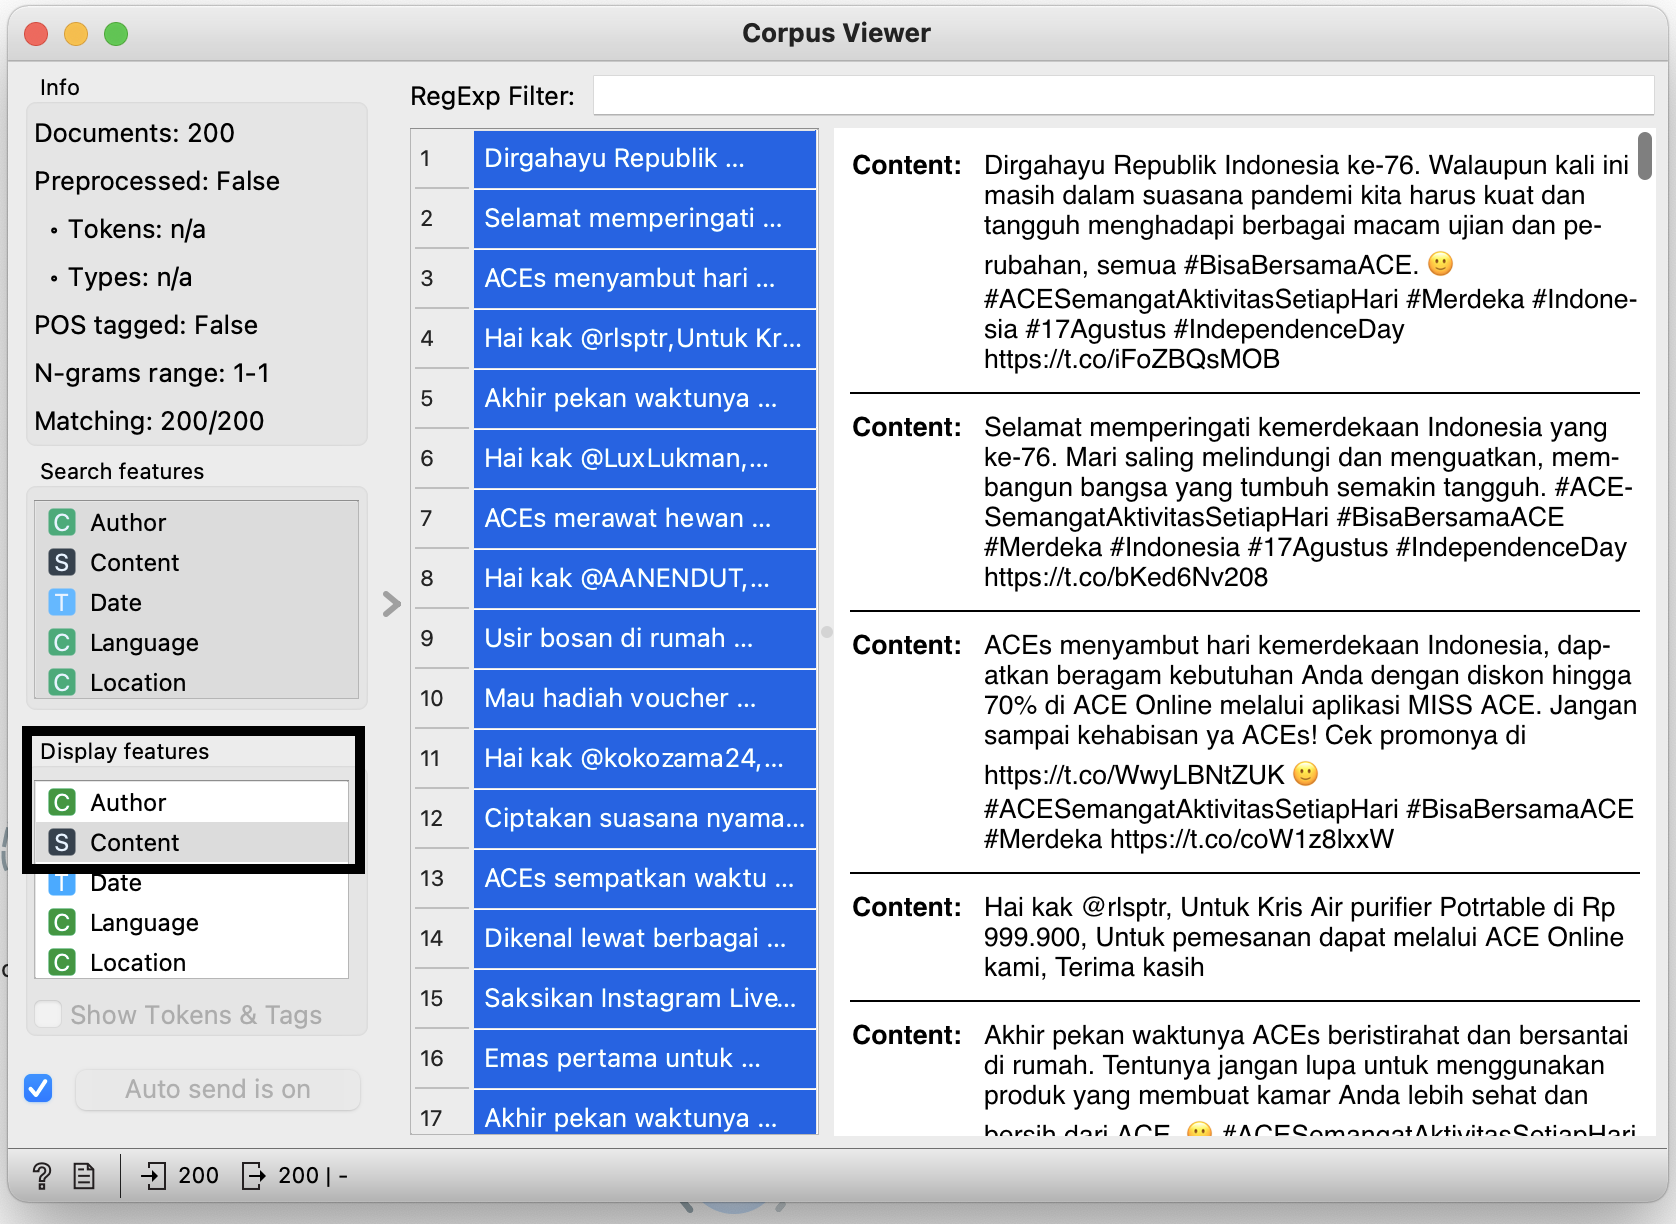 Corpus Viewer
Info
Documents: 200
Preprocessed: False
◦ Tokens: n/a
◦ Types: n/a
POS tagged: False
N-grams range: 1-1
Matching: 200/200
Search features
C Author
S Content
T Date
C Language
C Location
Display features
C Author
S Content
T Date
C Language
C Location
Show Tokens & Tags
Auto send is on
RegExp Filter:
1 Dirgahayu Republik ...
2 Selamat memperingati ...
3 ACEs menyambut hari ...
4 Hai kak @rlsptr,Untuk Kr...
5 Akhir pekan waktunya ...
6 Hai kak @LuxLukman,...
7 ACEs merawat hewan ...
8 Hai kak @AANENDUT,...
9 Usir bosan di rumah ...
10 Mau hadiah voucher ...
11 Hai kak @kokozama24,...
12 Ciptakan suasana nyama...
13 ACEs sempatkan waktu ...
14 Dikenal lewat berbagai ...
15 Saksikan Instagram Live...
16 Emas pertama untuk ...
17 Akhir pekan waktunya ...
Content: Dirgahayu Republik Indonesia ke-76. Walaupun kali ini
masih dalam suasana pandemi kita harus kuat dan
tangguh menghadapi berbagai macam ujian dan pe-
rubahan, semua #BisaBersamaACE. 🙂
#ACESemangatAktivitasSetiapHari #Merdeka #Indone-
sia #17Agustus #IndependenceDay
https://t.co/iFoZBQsMOB
Content: Selamat memperingati kemerdekaan Indonesia yang
ke-76. Mari saling melindungi dan menguatkan, mem-
bangun bangsa yang tumbuh semakin tangguh. #ACE-
SemangatAktivitasSetiapHari #BisaBersamaACE
#Merdeka #Indonesia #17Agustus #IndependenceDay
https://t.co/bKed6Nv208
Content: ACEs menyambut hari kemerdekaan Indonesia, dap-
atkan beragam kebutuhan Anda dengan diskon hingga
70% di ACE Online melalui aplikasi MISS ACE. Jangan
sampai kehabisan ya ACEs! Cek promonya di
https://t.co/WwyLBNtZUK 🙂
#ACESemangatAktivitasSetiapHari #BisaBersamaACE
#Merdeka https://t.co/coW1z8lxxW
Content: Hai kak @rlsptr, Untuk Kris Air purifier Potrtable di Rp
999.900, Untuk pemesanan dapat melalui ACE Online
kami, Terima kasih
Content: Akhir pekan waktunya ACEs beristirahat dan bersantai
di rumah. Tentunya jangan lupa untuk menggunakan
produk yang membuat kamar Anda lebih sehat dan
bersih dari ACE. 🙂 #ACESemangatAktivitasSetiapHari
200 200 | -